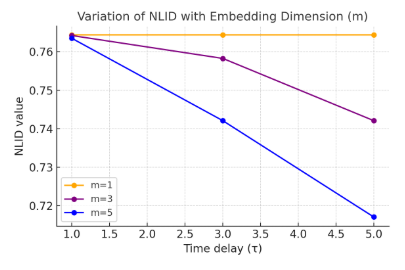 Variation of NLID with Embedding Dimension (m)
NLID value
0.76
0.75
0.74
0.73
0.72
m=1
m=3
m=5
1.0 1.5 2.0 2.5 3.0 3.5 4.0 4.5 5.0
Time delay (τ)